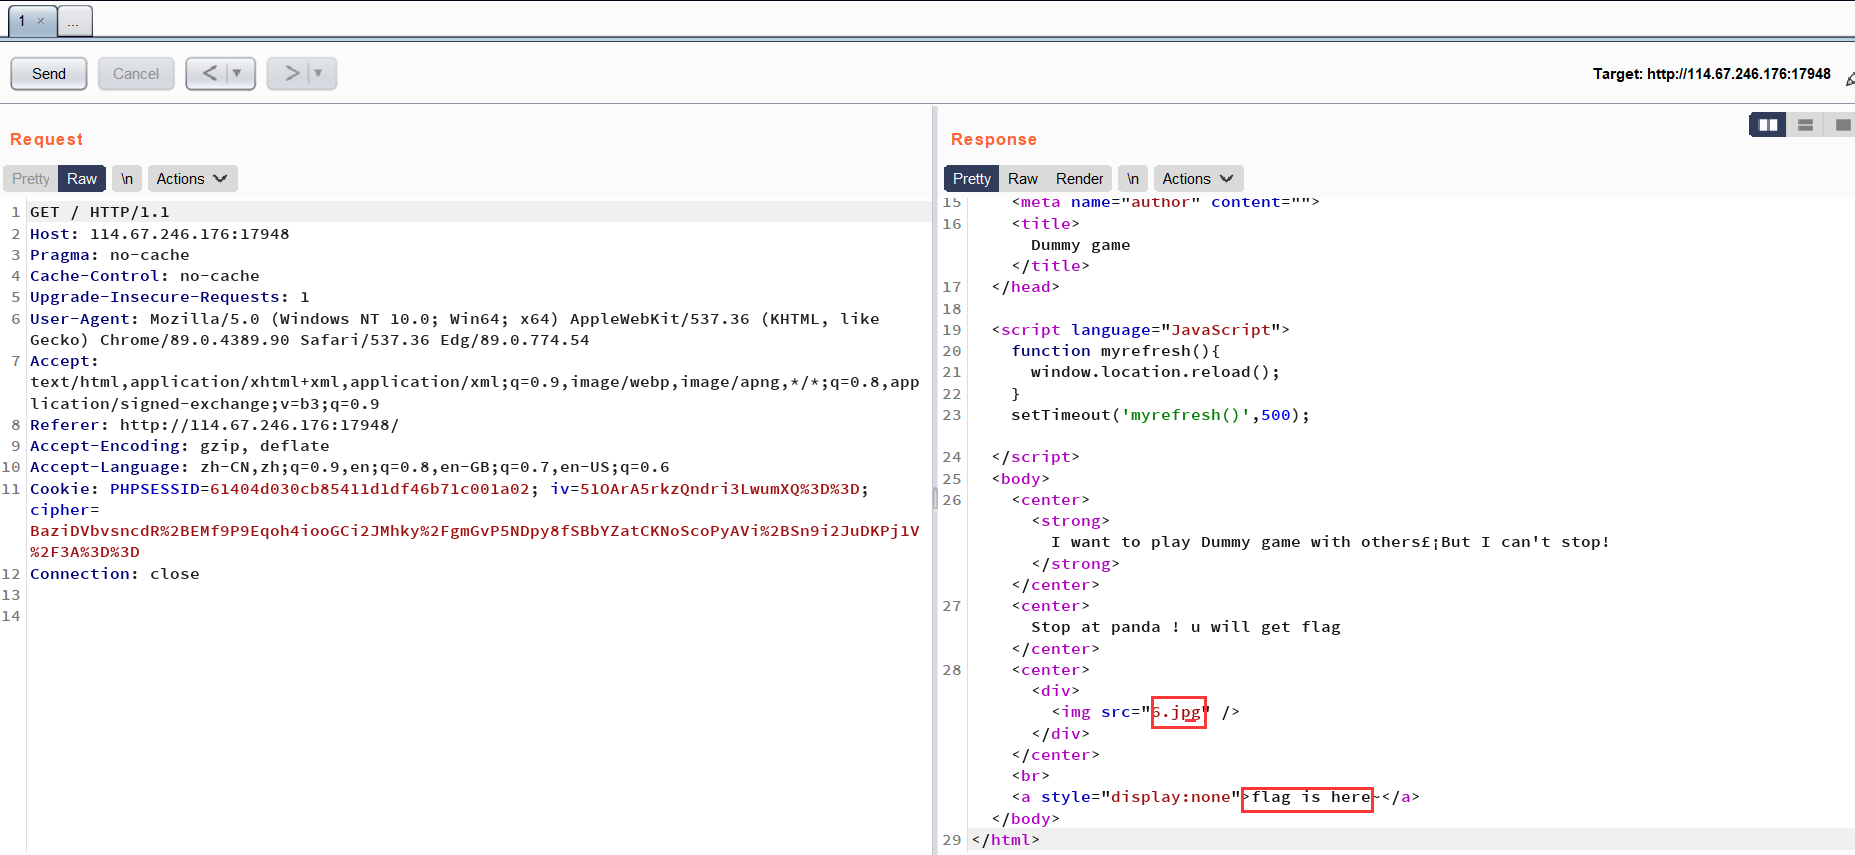 1 ×
...
Send
Cancel
< ▼
> ▼
Target: http://114.67.246.176:17948
Request
Pretty Raw \n Actions
1 GET / HTTP/1.1
2 Host: 114.67.246.176:17948
3 Pragma: no-cache
4 Cache-Control: no-cache
5 Upgrade-Insecure-Requests: 1
6 User-Agent: Mozilla/5.0 (Windows NT 10.0; Win64; x64) AppleWebKit/537.36 (KHTML, like
Gecko) Chrome/89.0.4389.90 Safari/537.36 Edg/89.0.774.54
7 Accept:
text/html,application/xhtml+xml,application/xml;q=0.9,image/webp,image/apng,*/*;q=0.8,app
lication/signed-exchange;v=b3;q=0.9
8 Referer: http://114.67.246.176:17948/
9 Accept-Encoding: gzip, deflate
10 Accept-Language: zh-CN,zh;q=0.9,en;q=0.8,en-GB;q=0.7,en-US;q=0.6
11 Cookie: PHPSESSID=61404d030cb85411d1df46b71c001a02; iv=51OArA5rkzQndri3LwumXQ%3D%3D;
cipher=
BaziDVbvsncdR%2BEMf9P9Eqoh4iooGCi2JMhky%2FgmGvP5NDpy8fSBbYZatCKNoScoPyAVi%2BSn9i2JuDKPj1V
%2F3A%3D%3D
12 Connection: close
13
14
Response
Pretty Raw Render \n Actions
15 <meta name="author" content="">
16 <title>
Dummy game
</title>
17 </head>
18
19 <script language="JavaScript">
20 function myrefresh(){
21 window.location.reload();
22 }
23 setTimeout('myrefresh()',500);
24 </script>
25 <body>
26 <center>
<strong>
I want to play Dummy game with others£¡But I can't stop!
</strong>
</center>
27 <center>
Stop at panda ! u will get flag
</center>
28 <center>
<div>
<img src="6.jpg" />
</div>
</center>
<br>
<a style="display:none">flag is here~</a>
</body>
29 </html>